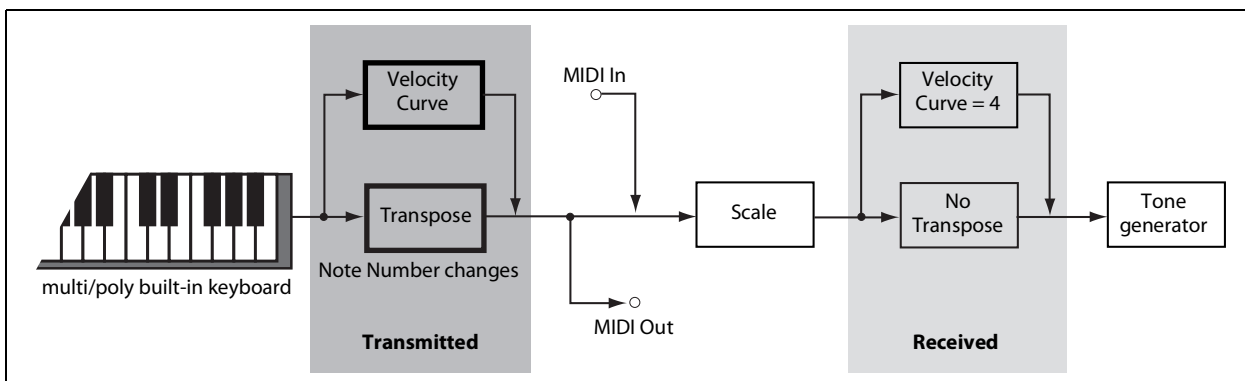 multi/poly built-in keyboard
Velocity
Curve
Transpose
Note Number changes
Transmitted
MIDI In
MIDI Out
Scale
Velocity
Curve = 4
No
Transpose
Received
Tone
generator